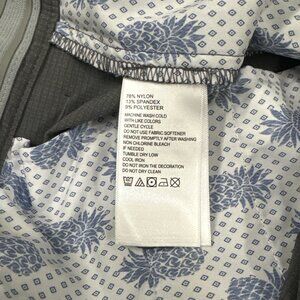 78% NYLON
13% SPANDEX
9% POLYESTER
MACHINE WASH COLD
WITH LIKE COLORS
GENTLE CYCLE
DO NOT USE FABRIC SOFTENER
REMOVE PROMPTLY
NON CHLORINE BLEACH
IF NEEDED
TUMBLE DRY LOW
COOL IRON
DO NOT IRON THE DECORATION
DO NOT DRY CLEAN